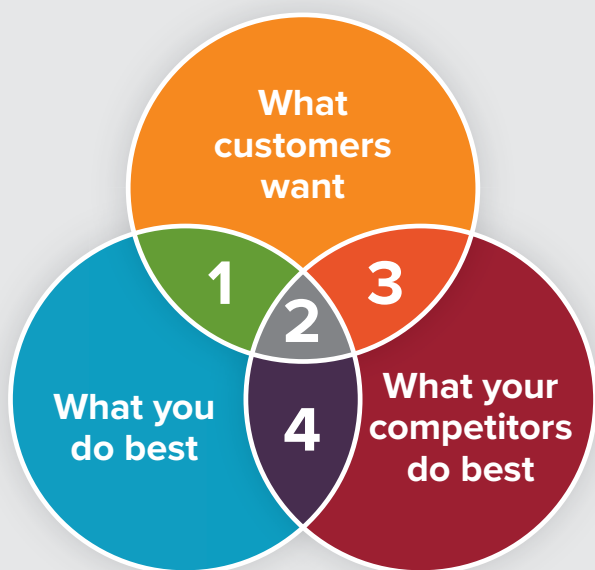 What
customers
want
1
3
2
What you
do best
4
What your
competitors
do best